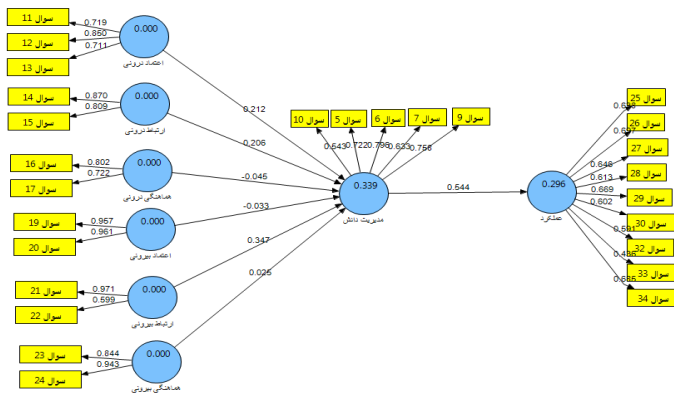 سوال 11
0.719
سوال 12
0.850
سوال 13
0.711
0.000
اعتماد درونی
سوال 14
0.870
سوال 15
0.809
0.000
ارتباط درونی
سوال 16
0.802
سوال 17
0.722
0.000
هماهنگی درونی
سوال 19
0.957
سوال 20
0.961
0.000
اعتماد بیرونی
سوال 21
0.971
سوال 22
0.599
0.000
ارتباط بیرونی
سوال 23
0.844
سوال 24
0.943
0.000
هماهنگی بیرونی
0.212
0.206
-0.045
-0.033
0.347
0.025
سوال 10
سوال 5
سوال 6
سوال 7
سوال 9
0.543
0.722
0.796
0.633
0.756
0.339
مدیریت دانش
0.544
0.296
عملکرد
سوال 25
سوال 26
سوال 27
0.646
سوال 28
0.613
سوال 29
0.669
سوال 30
0.602
سوال 32
سوال 33
سوال 34